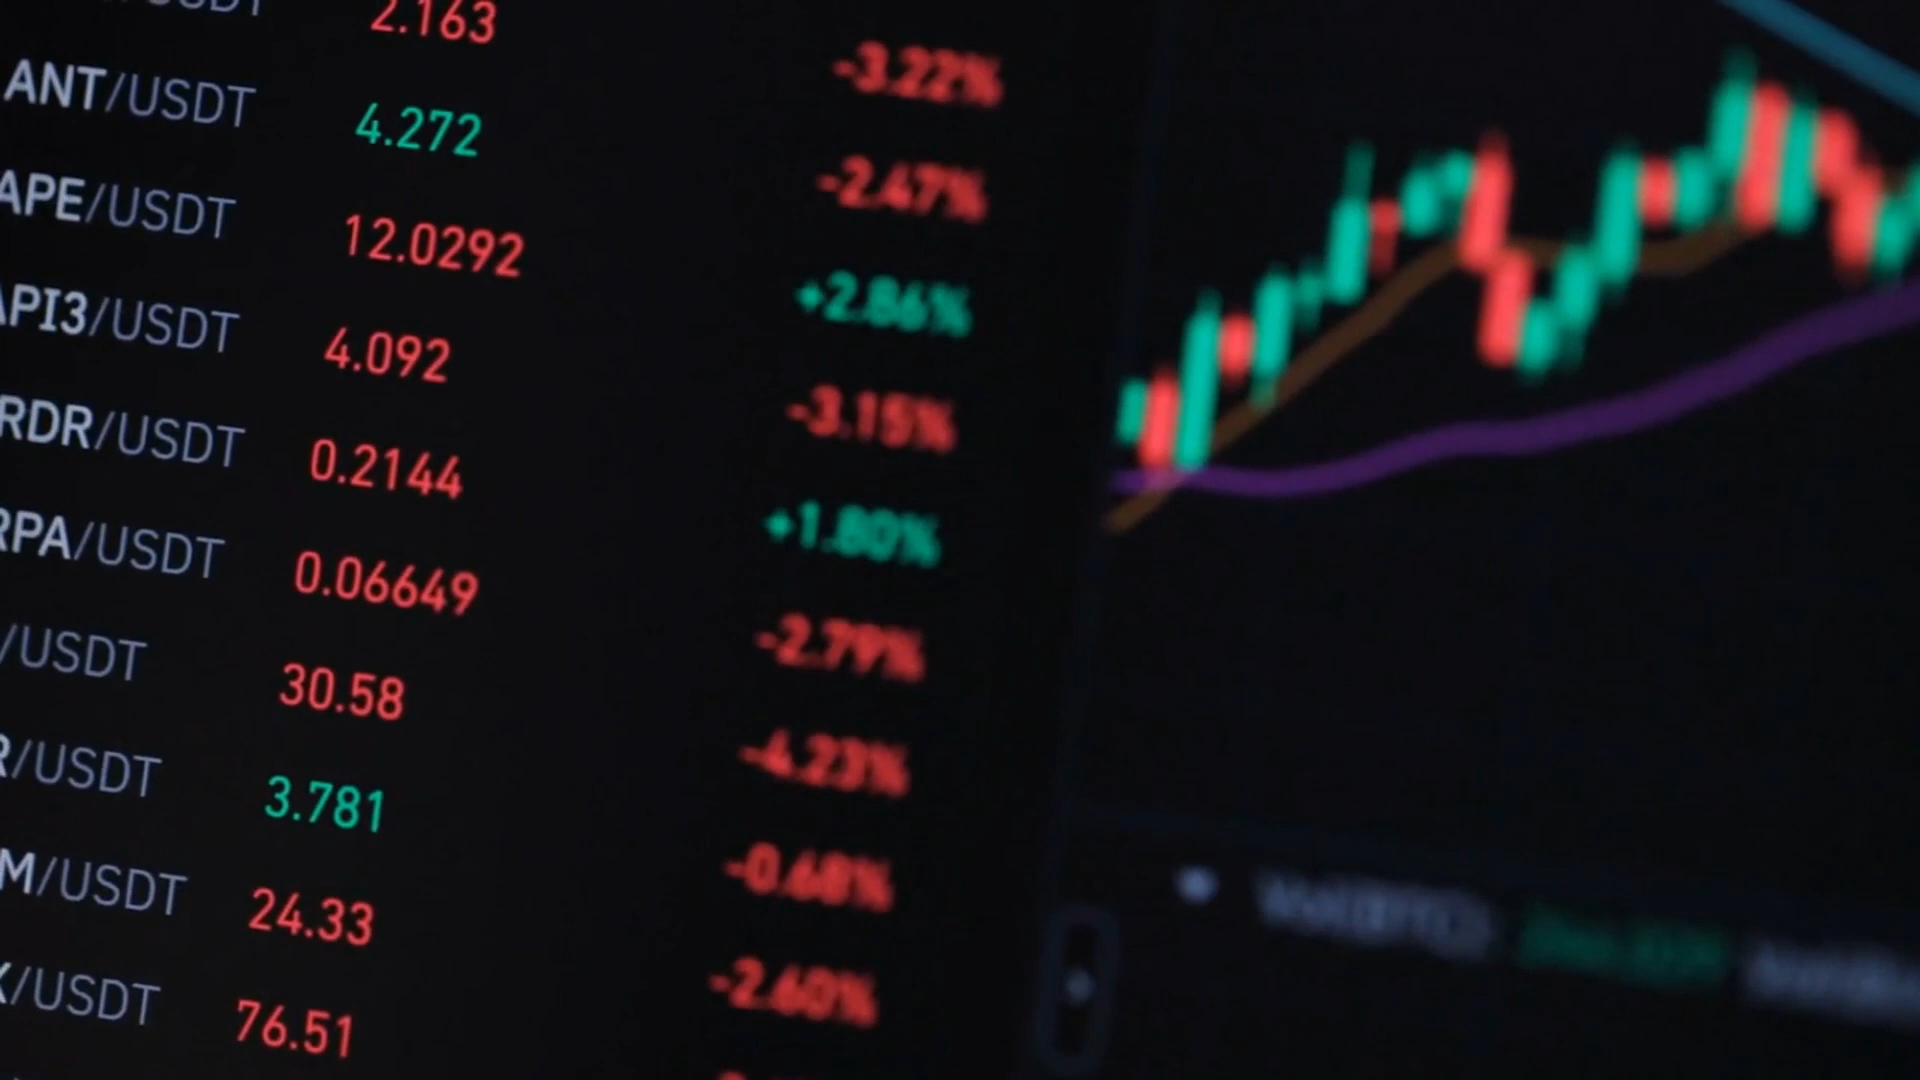 /USDT 2.163 -3.22%
ANT/USDT 4.272 -2.47%
APE/USDT 12.0292 +2.86%
API3/USDT 4.092 -3.15%
RDR/USDT 0.2144 +1.80%
RPA/USDT 0.06649 -2.79%
/USDT 30.58 -4.23%
R/USDT 3.781 -0.68%
M/USDT 24.33 -2.60%
X/USDT 76.51